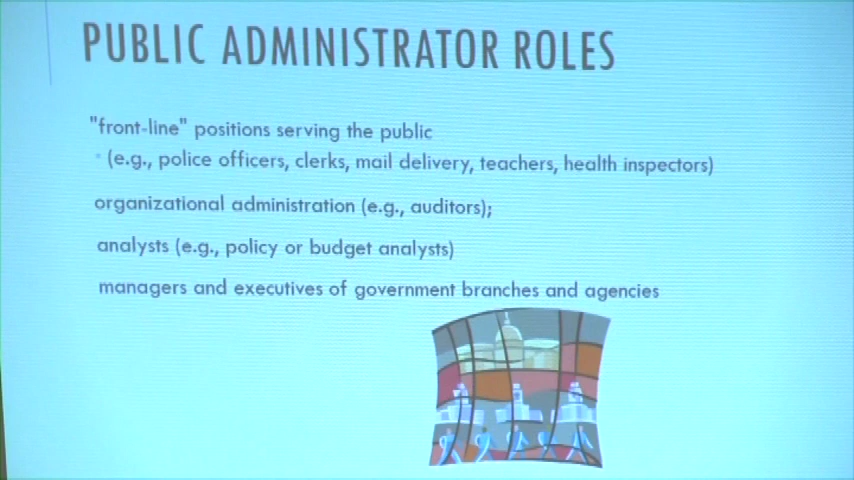 PUBLIC ADMINISTRATOR ROLES
"front-line" positions serving the public
(e.g., police officers, clerks, mail delivery, teachers, health inspectors)
organizational administration (e.g., auditors);
analysts (e.g., policy or budget analysts)
managers and executives of government branches and agencies